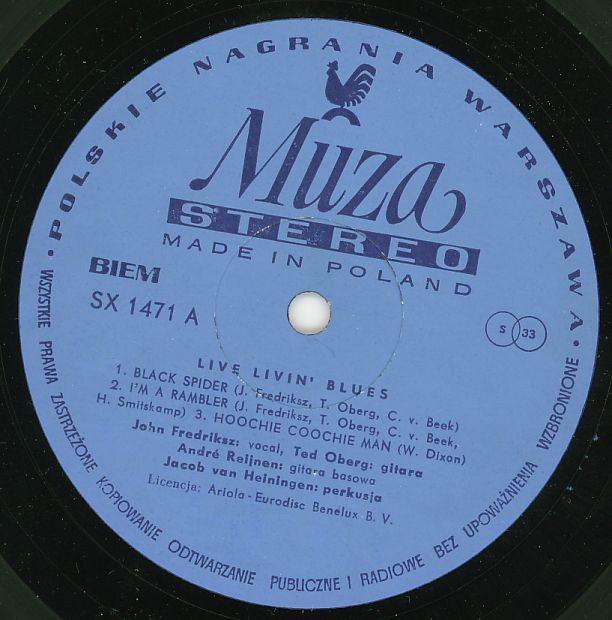 • POLSKIE NAGRANIA WARSZAWA •
Muza
STEREO
MADE IN POLAND
BIEM
SX 1471 A
S 33
LIVE LIVIN' BLUES
1. BLACK SPIDER (J. Fredriksz, T. Oberg, C. v. Beek)
2. I'M A RAMBLER (J. Fredriksz, T. Oberg, C. v. Beek,
H. Smitskamp) 3. HOOCHIE COOCHIE MAN (W. Dixon)
John Fredriksz: vocal, Ted Oberg: gitara
André Reijnen: gitara basowa
Jacob van Heiningen: perkusja
Licencja: Ariola - Eurodisc Benelux B. V.
WSZYSTKIE PRAWA ZASTRZEŻONE KOPIOWANIE ODTWARZANIE PUBLICZNE I RADIOWE BEZ UPOWAŻNIENIA WZBRONIONE